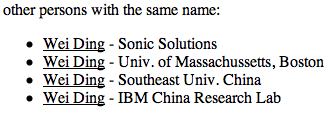 other persons with the same name:
• Wei Ding - Sonic Solutions
• Wei Ding - Univ. of Massachussetts, Boston
• Wei Ding - Southeast Univ. China
• Wei Ding - IBM China Research Lab